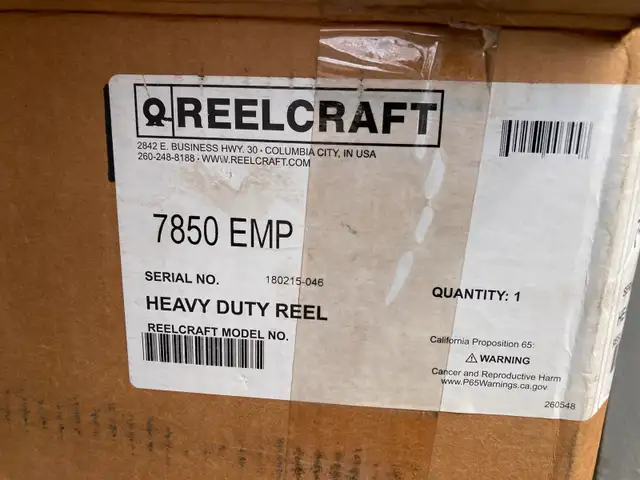 REELCRAFT
2842 E. BUSINESS HWY. 30 • COLUMBIA CITY, IN USA
260-248-8188 • WWW.REELCRAFT.COM
7850 EMP
SERIAL NO. 180215-046
HEAVY DUTY REEL
REELCRAFT MODEL NO.
QUANTITY: 1
California Proposition 65:
⚠ WARNING
Cancer and Reproductive Harm
www.P65Warnings.ca.gov
260548